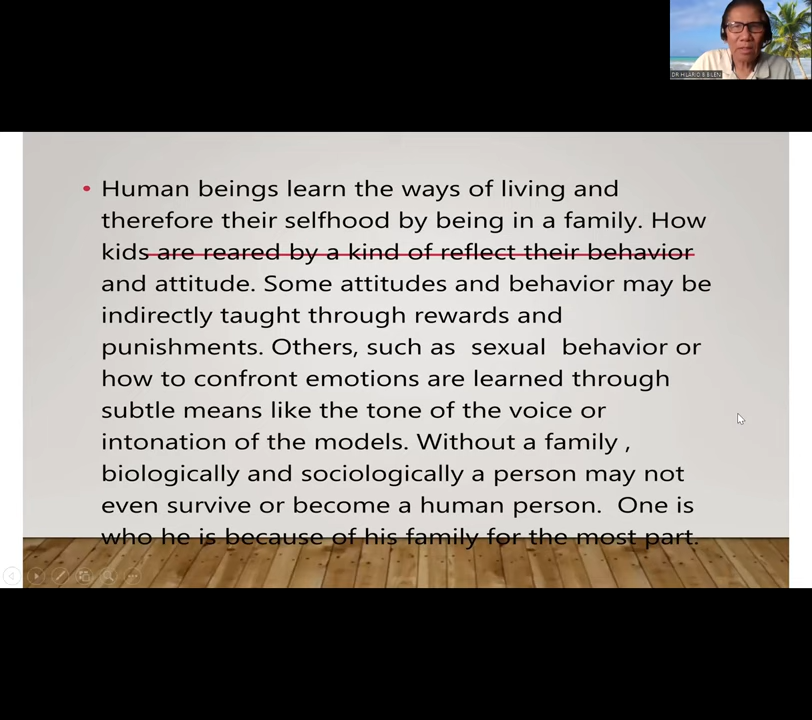 DR HILARIO B BILEN
Human beings learn the ways of living and
therefore their selfhood by being in a family. How
kids are reared by a kind of reflect their behavior
and attitude. Some attitudes and behavior may be
indirectly taught through rewards and
punishments. Others, such as sexual behavior or
how to confront emotions are learned through
subtle means like the tone of the voice or
intonation of the models. Without a family ,
biologically and sociologically a person may not
even survive or become a human person. One is
who he is because of his family for the most part.